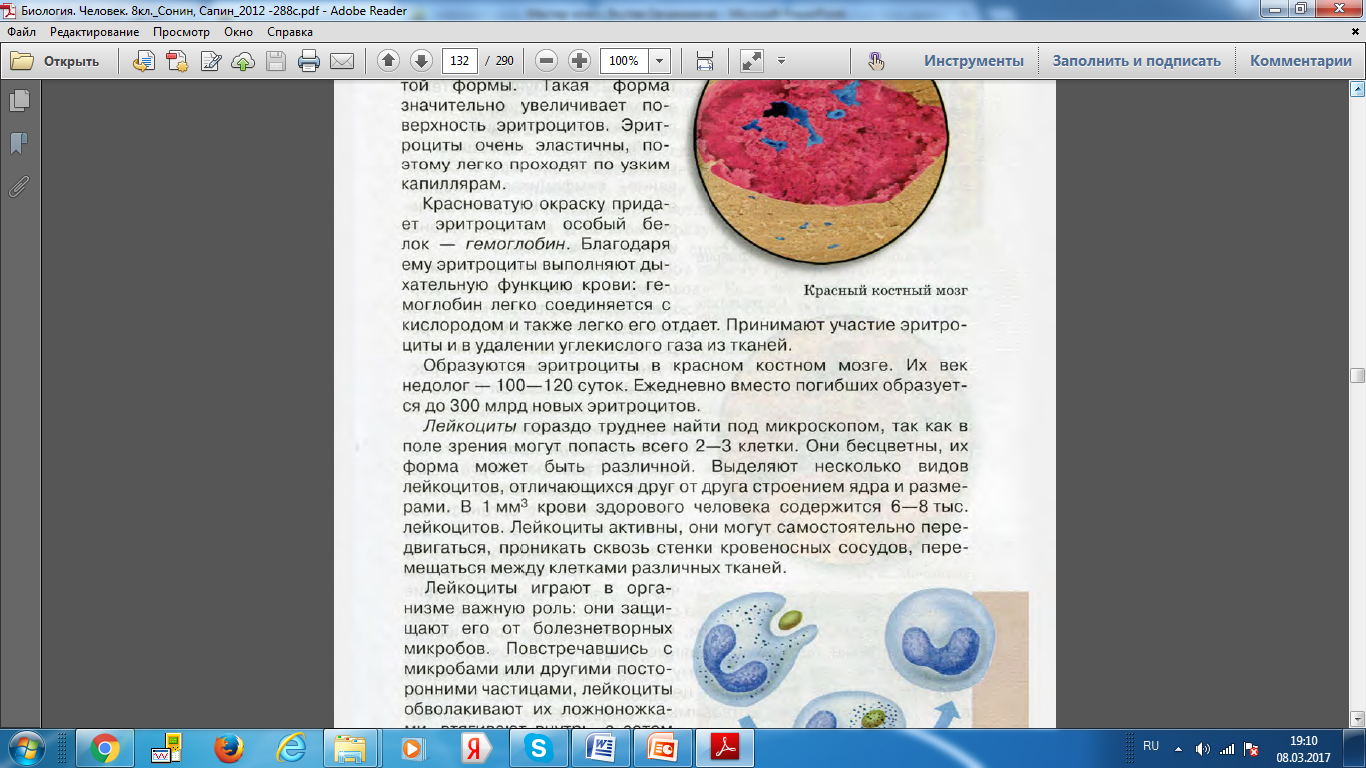 Биология. Человек. 8кл._Сонин, Сапин_2012 -288с.pdf - Adobe Reader
Файл Редактирование Просмотр Окно Справка
Открыть 132 / 290 100% Инструменты Заполнить и подписать Комментарии
той формы. Такая форма
значительно увеличивает по-
верхность эритроцитов. Эрит-
роциты очень эластичны, по-
этому легко проходят по узким
капиллярам.
Красноватую окраску прида-
ет эритроцитам особый бе-
лок — гемоглобин. Благодаря
ему эритроциты выполняют ды-
хательную функцию крови: ге-
моглобин легко соединяется с
кислородом и также легко его отдает. Принимают участие эритро-
циты и в удалении углекислого газа из тканей.
Красный костный мозг
Образуются эритроциты в красном костном мозге. Их век
недолог — 100—120 суток. Ежедневно вместо погибших образует-
ся до 300 млрд новых эритроцитов.
Лейкоциты гораздо труднее найти под микроскопом, так как в
поле зрения могут попасть всего 2—3 клетки. Они бесцветны, их
форма может быть различной. Выделяют несколько видов
лейкоцитов, отличающихся друг от друга строением ядра и разме-
рами. В 1 мм³ крови здорового человека содержится 6—8 тыс.
лейкоцитов. Лейкоциты активны, они могут самостоятельно пере-
двигаться, проникать сквозь стенки кровеносных сосудов, пере-
мещаться между клетками различных тканей.
Лейкоциты играют в орга-
низме важную роль: они защи-
щают его от болезнетворных
микробов. Повстречавшись с
микробами или другими посто-
ронними частицами, лейкоциты
обволакивают их ложноножка-
RU 19:10
08.03.2017